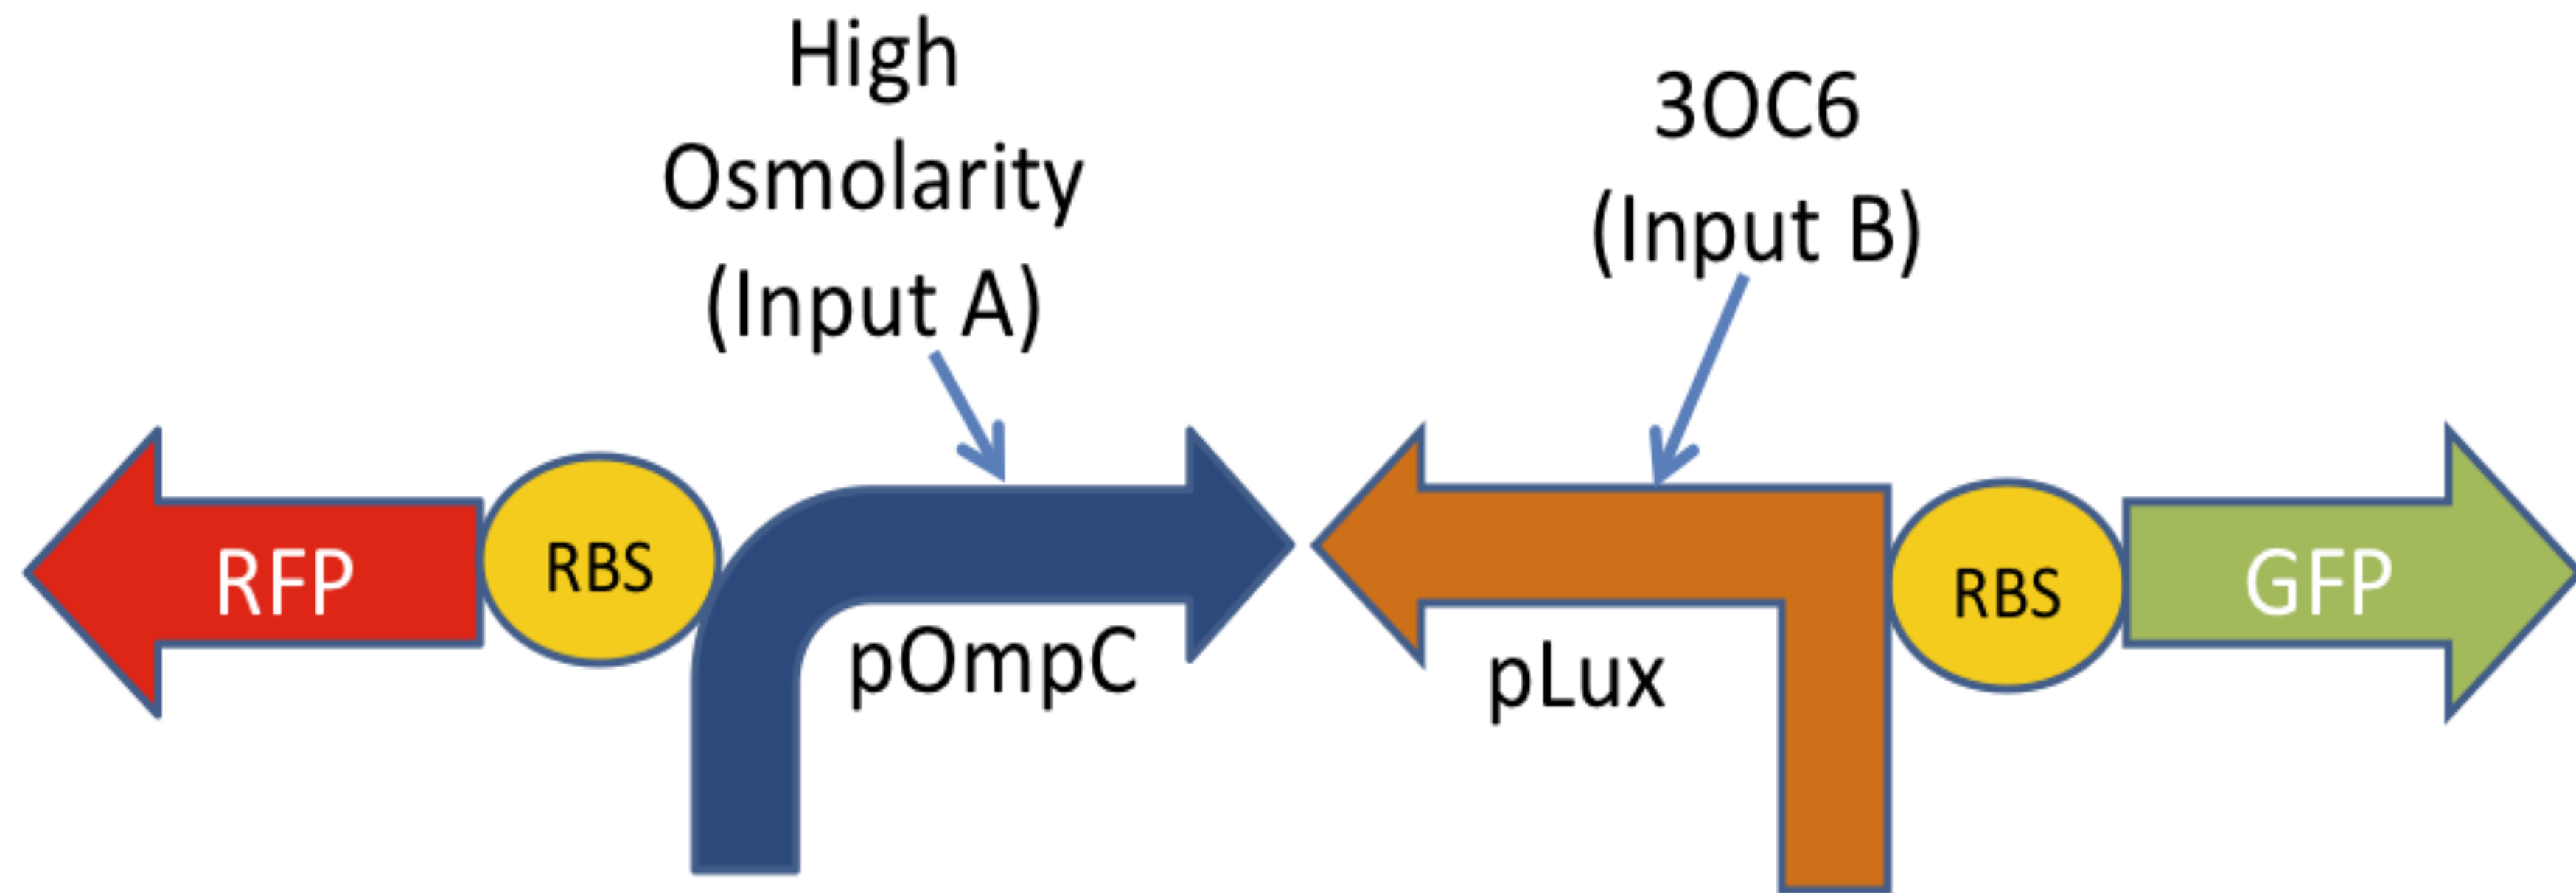 High
Osmolarity
(Input A)
3OC6
(Input B)
RFP
RBS
pOmpC
pLux
RBS
GFP